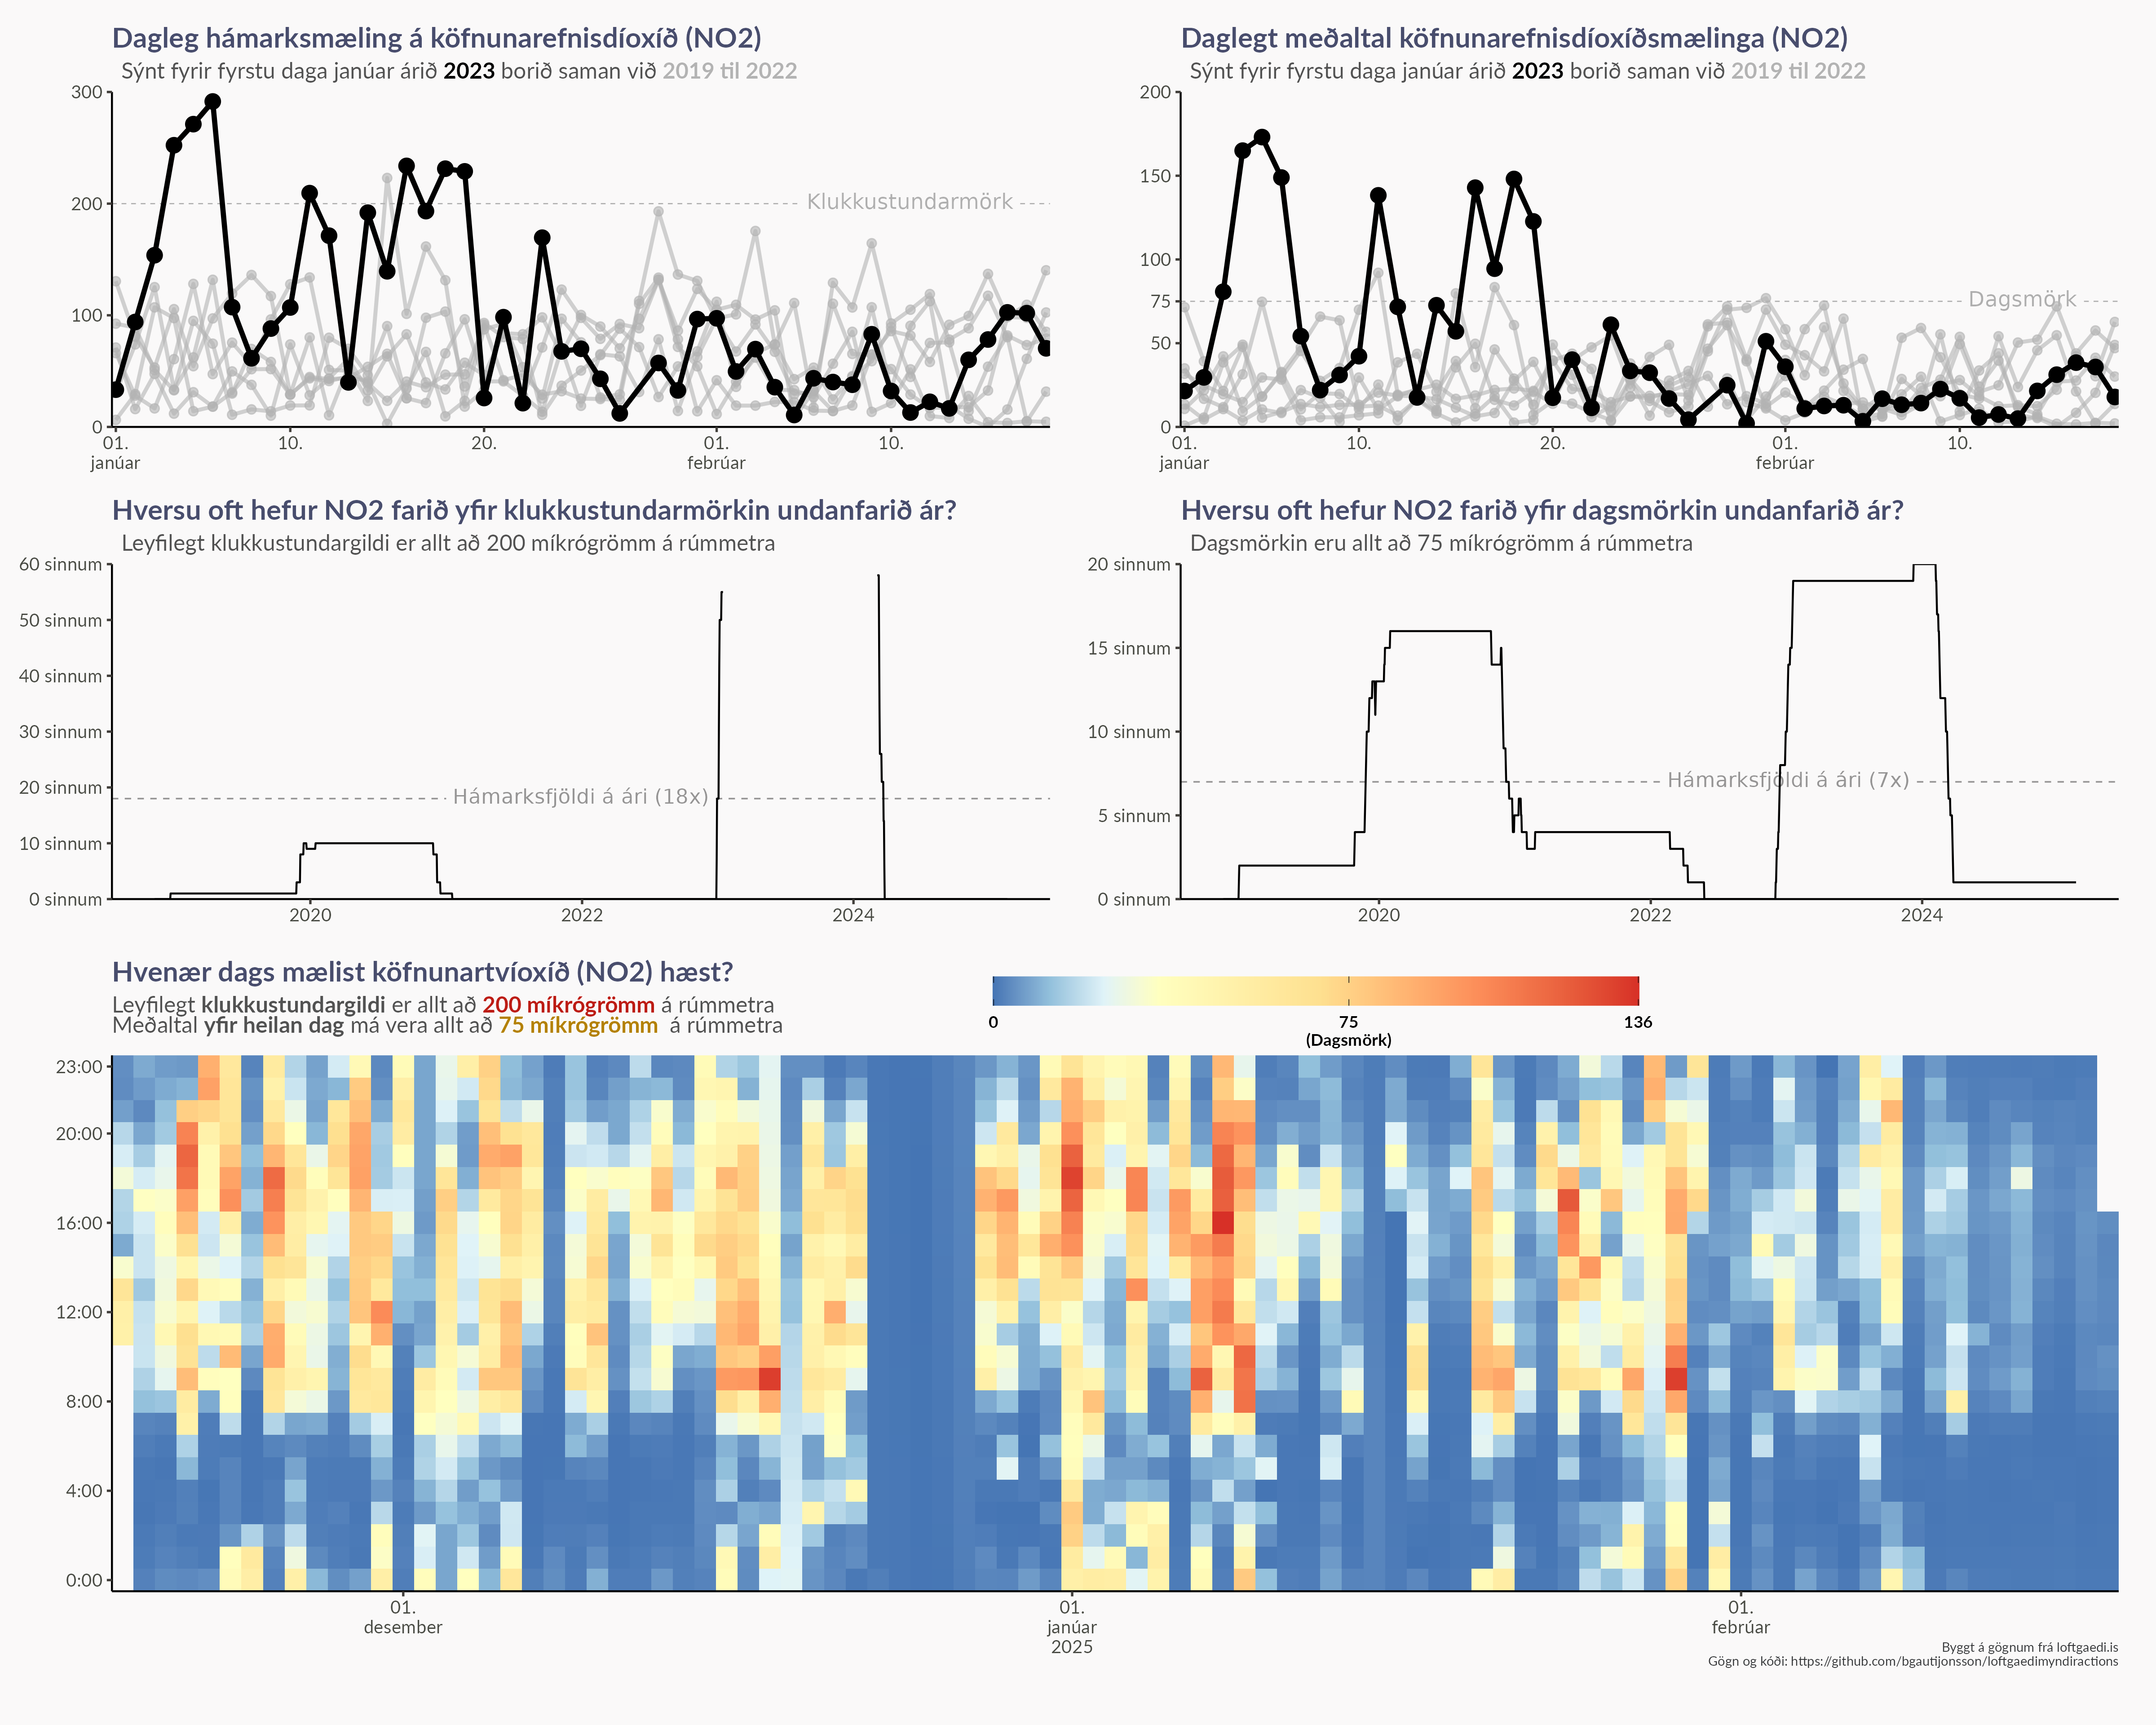 Dagleg hámarksmæling á köfnunarefnisdíoxíð (NO2)
Sýnt fyrir fyrstu daga janúar árið 2023 borið saman við 2019 til 2022
300
200
100
0
Klukkustundarmörk
01.
janúar
10.
20.
01.
febrúar
10.
Daglegt meðaltal köfnunarefnisdíoxíðsmælinga (NO2)
Sýnt fyrir fyrstu daga janúar árið 2023 borið saman við 2019 til 2022
200
150
100
75
50
0
Dagsmörk
01.
janúar
10.
20.
01.
febrúar
10.
Hversu oft hefur NO2 farið yfir klukkustundarmörkin undanfarið ár?
Leyfilegt klukkustundargildi er allt að 200 míkrógrömm á rúmmetra
60 sinnum
50 sinnum
40 sinnum
30 sinnum
20 sinnum
10 sinnum
0 sinnum
Hámarksfjöldi á ári (18x)
2020
2022
2024
Hversu oft hefur NO2 farið yfir dagsmörkin undanfarið ár?
Dagsmörkin eru allt að 75 míkrógrömm á rúmmetra
20 sinnum
15 sinnum
10 sinnum
5 sinnum
0 sinnum
Hámarksfjöldi á ári (7x)
2020
2022
2024
Hvenær dags mælist köfnunartvíoxíð (NO2) hæst?
Leyfilegt klukkustundargildi er allt að 200 míkrógrömm á rúmmetra
Meðaltal yfir heilan dag má vera allt að 75 míkrógrömm á rúmmetra
0
75
(Dagsmörk)
136
23:00
20:00
16:00
12:00
8:00
4:00
0:00
01.
desember
01.
janúar
2025
01.
febrúar
Byggt á gögnum frá loftgaedi.is
Gögn og kóði: https://github.com/bgautijonsson/loftgaedimyndiractions